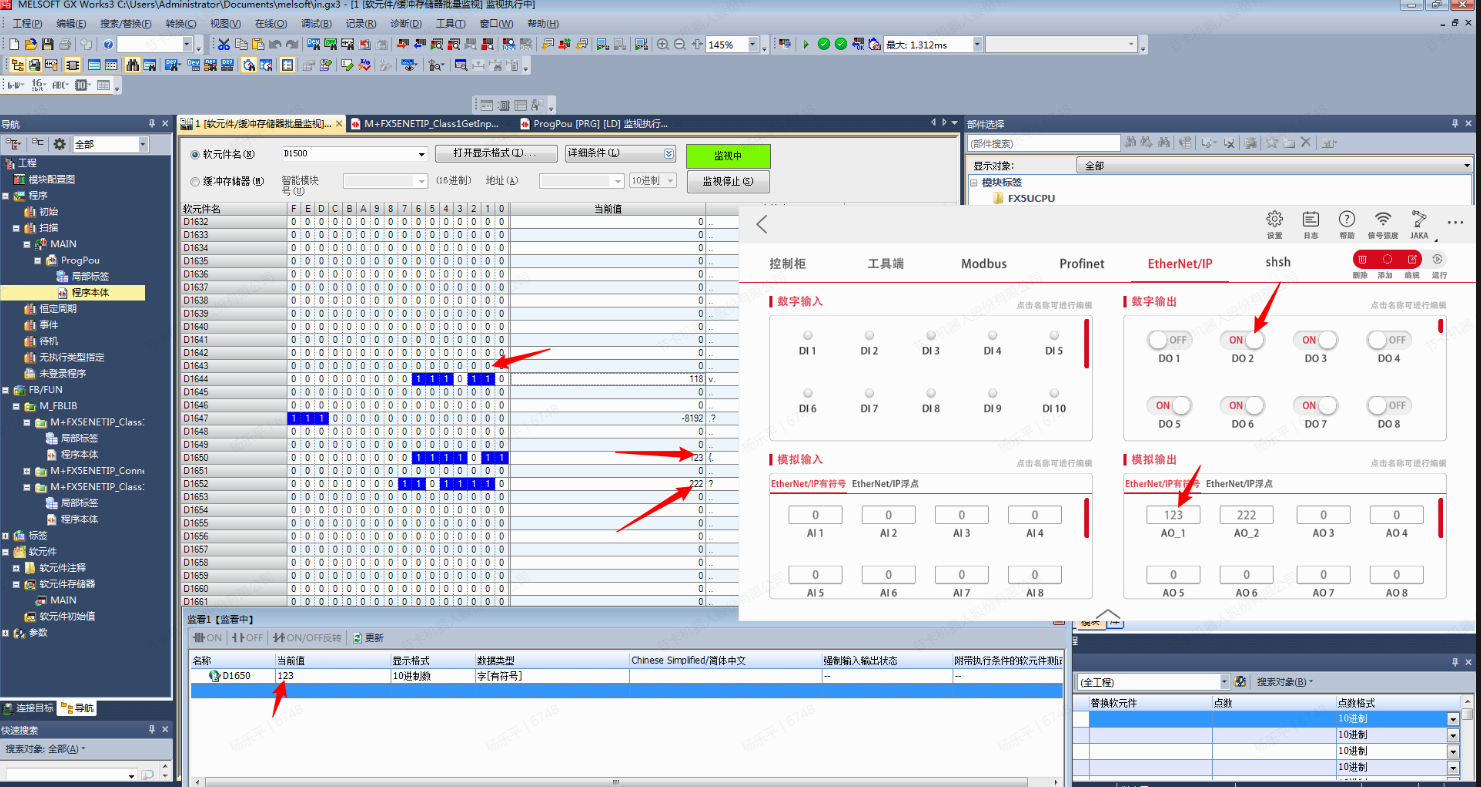 MELSOFT GX Works3 C:\Users\Administrator\Documents\melsoft\in.gx3 - [1 [软元件/缓冲存储器批量监视] 监视执行中]
工程(P) 编辑(E) 搜索/替换(F) 转换(C) 视图(V) 在线(O) 调试(B) 记录(R) 诊断(D) 工具(T) 窗口(W) 帮助(H)
145% 最大: 1.312ms
导航
1 [软元件/缓冲存储器批量监视]...
M+FX5ENETIP_Class1GetInp...
ProgPou [PRG] [LD] 监视执行...
全部
工程
模块配置图
程序
初始
扫描
MAIN
ProgPou
局部标签
程序本体
恒定周期
事件
待机
无执行类型指定
未登录程序
FB/FUN
M_FBLIB
M+FX5ENETIP_Class:
局部标签
程序本体
M+FX5ENETIP_Conne
M+FX5ENETIP_Class:
局部标签
程序本体
标签
软元件
软元件注释
软元件存储器
MAIN
软元件初始值
参数
连接目标 导航
快速搜索
搜索对象: 全部(A)
软元件名(N) D1500 打开显示格式(I)... 详细条件(L) 监视中
缓冲存储器(M) 智能模块号(U) (16进制) 地址(A) 10进制 监视停止(S)
软元件名 F E D C B A 9 8 7 6 5 4 3 2 1 0 当前值
D1632 0 0 0 0 0 0 0 0 0 0 0 0 0 0 0 0 0 ..
D1633 0 0 0 0 0 0 0 0 0 0 0 0 0 0 0 0 0
D1634 0 0 0 0 0 0 0 0 0 0 0 0 0 0 0 0 0
D1635 0 0 0 0 0 0 0 0 0 0 0 0 0 0 0 0 0
D1636 0 0 0 0 0 0 0 0 0 0 0 0 0 0 0 0 0
D1637 0 0 0 0 0 0 0 0 0 0 0 0 0 0 0 0 0
D1638 0 0 0 0 0 0 0 0 0 0 0 0 0 0 0 0 0
D1639 0 0 0 0 0 0 0 0 0 0 0 0 0 0 0 0 0
D1640 0 0 0 0 0 0 0 0 0 0 0 0 0 0 0 0 0
D1641 0 0 0 0 0 0 0 0 0 0 0 0 0 0 0 0 0
D1642 0 0 0 0 0 0 0 0 0 0 0 0 0 0 0 0 0
D1643 0 0 0 0 0 0 0 0 0 0 0 0 0 0 0 0 0
D1644 0 0 0 0 0 0 0 0 0 1 1 1 0 1 1 0 118 v.
D1645 0 0 0 0 0 0 0 0 0 0 0 0 0 0 0 0 0
D1646 0 0 0 0 0 0 0 0 0 0 0 0 0 0 0 0 0
D1647 1 1 1 0 0 0 0 0 0 0 0 0 0 0 0 0 -8192 .?
D1648 0 0 0 0 0 0 0 0 0 0 0 0 0 0 0 0 0
D1649 0 0 0 0 0 0 0 0 0 0 0 0 0 0 0 0 0
D1650 0 0 0 0 0 0 0 0 0 1 1 1 1 0 1 1 123 {.
D1651 0 0 0 0 0 0 0 0 0 0 0 0 0 0 0 0 0
D1652 0 0 0 0 0 0 0 0 1 1 0 1 1 1 1 0 222 ?
D1653 0 0 0 0 0 0 0 0 0 0 0 0 0 0 0 0 0
D1654 0 0 0 0 0 0 0 0 0 0 0 0 0 0 0 0 0
D1655 0 0 0 0 0 0 0 0 0 0 0 0 0 0 0 0 0
D1656 0 0 0 0 0 0 0 0 0 0 0 0 0 0 0 0 0
D1657 0 0 0 0 0 0 0 0 0 0 0 0 0 0 0 0 0
D1658 0 0 0 0 0 0 0 0 0 0 0 0 0 0 0 0 0
D1659 0 0 0 0 0 0 0 0 0 0 0 0 0 0 0 0 0
D1660 0 0 0 0 0 0 0 0 0 0 0 0 0 0 0 0 0
D1661 0 0 0 0 0 0 0 0 0 0 0 0 0 0 0 0 0
监看1【监看中】
ON OFF ON/OFF反转 更新
名称 当前值 显示格式 数据类型 Chinese Simplified/简体中文 强制输入输出状态 附带执行条件的软元件测试
D1650 123 10进制数 字[有符号] -- --
部件选择
(部件搜索)
显示对象: 全部
模块标签
FX5UCPU
设置 日志 帮助 信号强度 JAKA
控制柜 工具端 Modbus Profinet EtherNet/IP shsh
删除 添加 编辑 运行
数字输入 点击名称可进行编辑
DI 1 DI 2 DI 3 DI 4 DI 5
DI 6 DI 7 DI 8 DI 9 DI 10
数字输出 点击名称可进行编辑
OFF ON ON OFF
DO 1 DO 2 DO 3 DO 4
ON ON ON OFF
DO 5 DO 6 DO 7 DO 8
模拟输入 点击名称可进行编辑
EtherNet/IP有符号 EtherNet/IP浮点
0 0 0 0
AI 1 AI 2 AI 3 AI 4
0 0 0 0
AI 5 AI 6 AI 7 AI 8
模拟输出 点击名称可进行编辑
EtherNet/IP有符号 EtherNet/IP浮点
123 222 0 0
AO_1 AO_2 AO 3 AO 4
0 0 0 0
AO 5 AO 6 AO 7 AO 8
(全工程) 搜索对象(B)
替换软元件 点数 点数格式
10进制
10进制
10进制
10进制